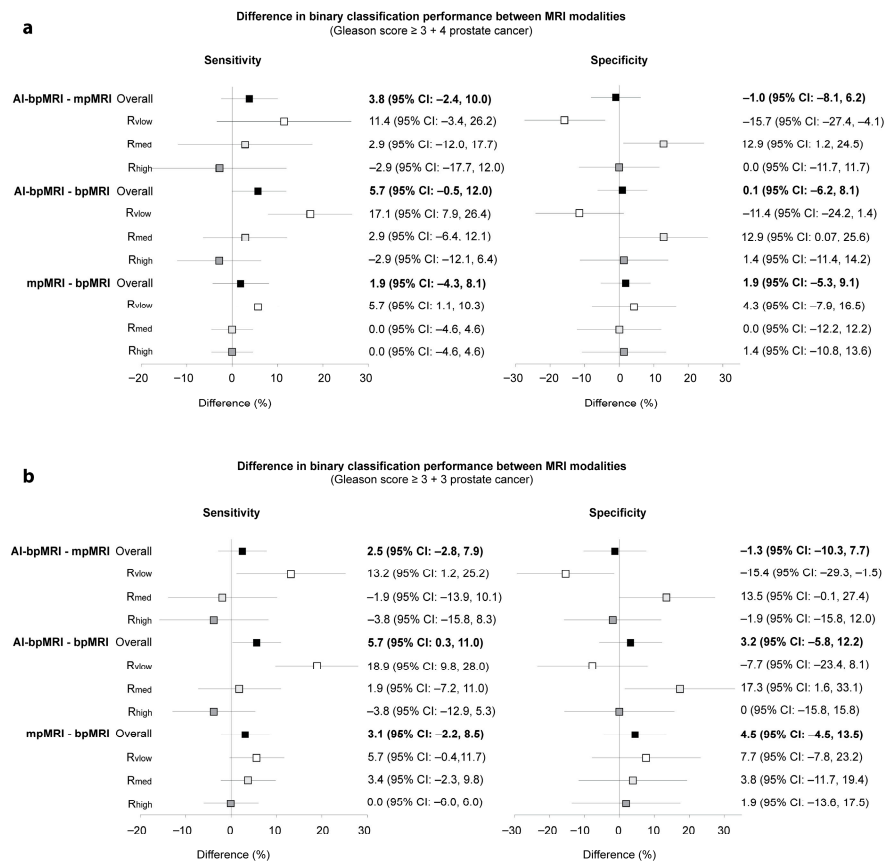 a
Difference in binary classification performance between MRI modalities
(Gleason score ≥ 3 + 4 prostate cancer)
Sensitivity Specificity
AI-bpMRI - mpMRI Overall 3.8 (95% CI: –2.4, 10.0) –1.0 (95% CI: –8.1, 6.2)
Rvlow 11.4 (95% CI: –3.4, 26.2) –15.7 (95% CI: –27.4, –4.1)
Rmed 2.9 (95% CI: –12.0, 17.7) 12.9 (95% CI: 1.2, 24.5)
Rhigh –2.9 (95% CI: –17.7, 12.0) 0.0 (95% CI: –11.7, 11.7)
AI-bpMRI - bpMRI Overall 5.7 (95% CI: –0.5, 12.0) 0.1 (95% CI: –6.2, 8.1)
Rvlow 17.1 (95% CI: 7.9, 26.4) –11.4 (95% CI: –24.2, 1.4)
Rmed 2.9 (95% CI: –6.4, 12.1) 12.9 (95% CI: 0.07, 25.6)
Rhigh –2.9 (95% CI: –12.1, 6.4) 1.4 (95% CI: –11.4, 14.2)
mpMRI - bpMRI Overall 1.9 (95% CI: –4.3, 8.1) 1.9 (95% CI: –5.3, 9.1)
Rvlow 5.7 (95% CI: 1.1, 10.3) 4.3 (95% CI: –7.9, 16.5)
Rmed 0.0 (95% CI: –4.6, 4.6) 0.0 (95% CI: –12.2, 12.2)
Rhigh 0.0 (95% CI: –4.6, 4.6) 1.4 (95% CI: –10.8, 13.6)
–20 –10 0 10 20 30 –30 –20 –10 0 10 20 30
Difference (%) Difference (%)
b
Difference in binary classification performance between MRI modalities
(Gleason score ≥ 3 + 3 prostate cancer)
Sensitivity Specificity
AI-bpMRI - mpMRI Overall 2.5 (95% CI: –2.8, 7.9) –1.3 (95% CI: –10.3, 7.7)
Rvlow 13.2 (95% CI: 1.2, 25.2) –15.4 (95% CI: –29.3, –1.5)
Rmed –1.9 (95% CI: –13.9, 10.1) 13.5 (95% CI: –0.1, 27.4)
Rhigh –3.8 (95% CI: –15.8, 8.3) –1.9 (95% CI: –15.8, 12.0)
AI-bpMRI - bpMRI Overall 5.7 (95% CI: 0.3, 11.0) 3.2 (95% CI: –5.8, 12.2)
Rvlow 18.9 (95% CI: 9.8, 28.0) –7.7 (95% CI: –23.4, 8.1)
Rmed 1.9 (95% CI: –7.2, 11.0) 17.3 (95% CI: 1.6, 33.1)
Rhigh –3.8 (95% CI: –12.9, 5.3) 0 (95% CI: –15.8, 15.8)
mpMRI - bpMRI Overall 3.1 (95% CI: –2.2, 8.5) 4.5 (95% CI: –4.5, 13.5)
Rvlow 5.7 (95% CI: –0.4,11.7) 7.7 (95% CI: –7.8, 23.2)
Rmed 3.4 (95% CI: –2.3, 9.8) 3.8 (95% CI: –11.7, 19.4)
Rhigh 0.0 (95% CI: –6.0, 6.0) 1.9 (95% CI: –13.6, 17.5)
–20 –10 0 10 20 30 –30 –20 –10 0 10 20 30
Difference (%) Difference (%)